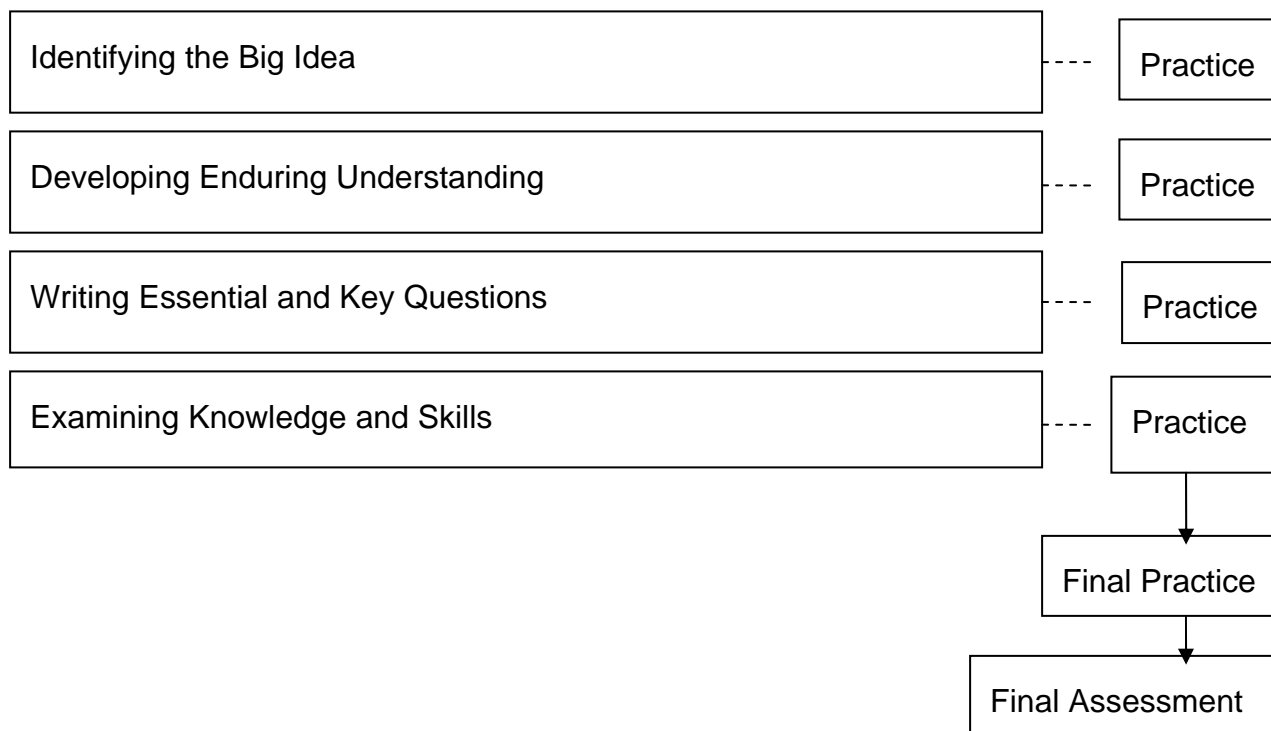 Identifying the Big Idea
Practice
Developing Enduring Understanding
Practice
Writing Essential and Key Questions
Practice
Examining Knowledge and Skills
Practice
Final Practice
Final Assessment